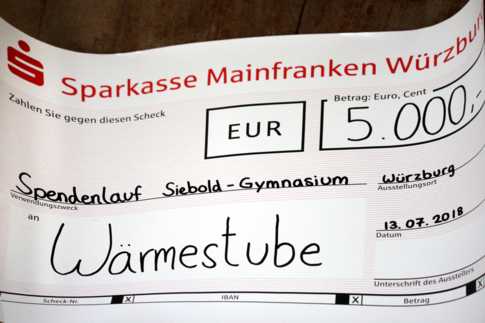 Sparkasse Mainfranken Würzburg
Zahlen Sie gegen diesen Scheck
Betrag: Euro, Cent
EUR
5.000,-
Spendenlauf Siebold-Gymnasium
Würzburg
Verwendungszweck
Ausstellungsort
an
13.07.2018
Wärmestube
Datum
Unterschrift des Ausstellers
Scheck-Nr. X IBAN X Betrag X